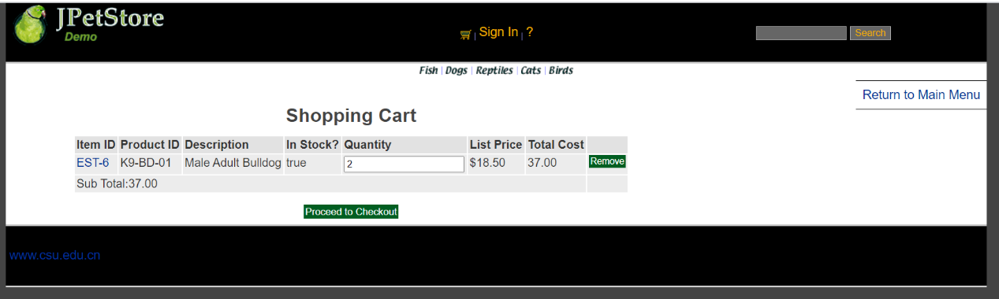 JPetStore
Demo
Sign In | ?
Search
Fish | Dogs | Reptiles | Cats | Birds
Return to Main Menu
Shopping Cart
Item ID Product ID Description In Stock? Quantity List Price Total Cost
EST-6 K9-BD-01 Male Adult Bulldog true 2 $18.50 37.00 Remove
Sub Total:37.00
Proceed to Checkout
www.csu.edu.cn